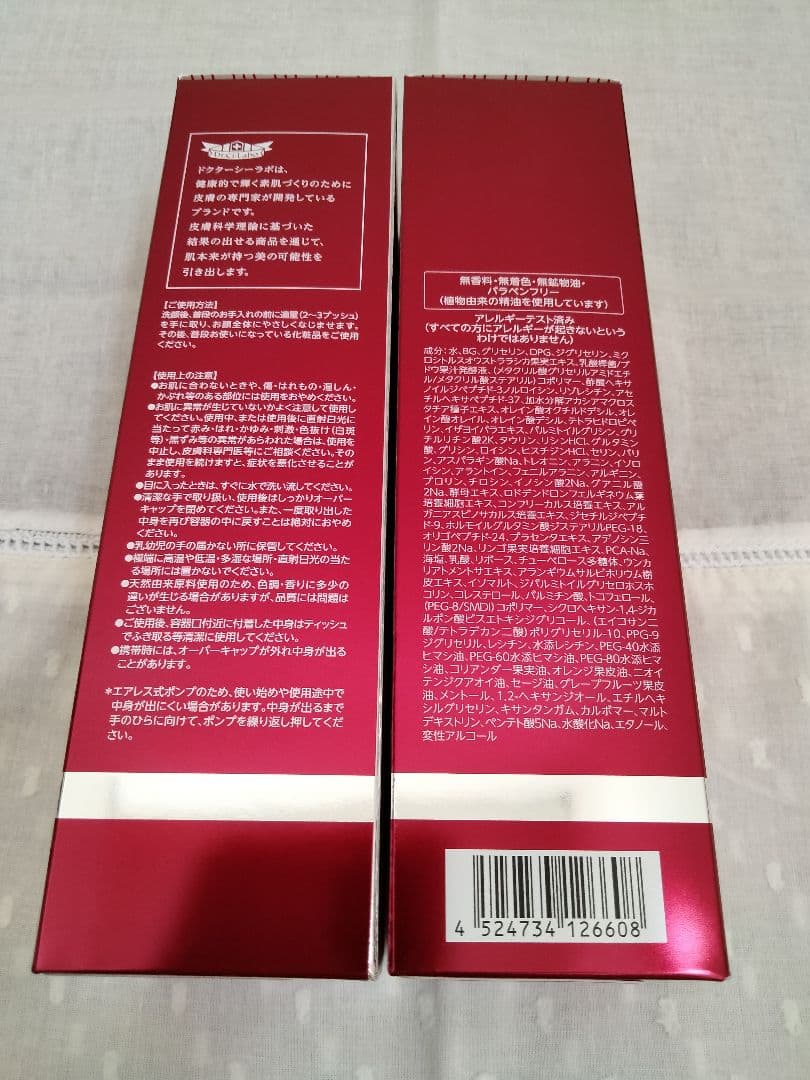 Dr.Ci:Labo
ドクターシーラボは、
健康的で輝く素肌づくりのために
皮膚の専門家が開発している
ブランドです。
皮膚科学理論に基づいた
結果の出せる商品を通じて、
肌本来が持つ美の可能性を
引き出します。
【ご使用方法】
洗顔後、普段のお手入れの前に適量(2〜3プッシュ)
を手に取り、お顔全体にやさしくなじませます。
その後、普段お使いになっている化粧品をご使用
ください。
【使用上の注意】
●お肌に合わないときや、傷・はれもの・湿しん・
かぶれ等のある部位には使用をおやめください。
●お肌に異常が生じていないかよく注意して使用し
てください。使用中、または使用後に直射日光に
当たって赤み・はれ・かゆみ・刺激・色抜け(白斑
等)・黒ずみ等の異常があらわれた場合は、使用を
中止し、皮膚科専門医等にご相談ください。その
まま使用を続けますと、症状を悪化させることが
あります。
●目に入ったときは、すぐに水で洗い流してください。
●清潔な手で取り扱い、使用後はしっかりオーバー
キャップを閉めてください。また、一度取り出した
中身を再び容器の中に戻すことは絶対におやめ
ください。
●乳幼児の手の届かない所に保管してください。
●極端に高温や低温・多湿な場所・直射日光の当た
る場所には置かないでください。
●天然由来原料使用のため、色調・香りに多少の
違いが生じる場合がありますが、品質には問題は
ございません。
●ご使用後、容器口付近に付着した中身はティッシュ
でふき取る等清潔に使用してください。
●携帯時には、オーバーキャップが外れ中身が出る
ことがあります。
*エアレス式ポンプのため、使い始めや使用途中で
中身が出にくい場合があります。中身が出るまで
手のひらに向けて、ポンプを繰り返し押してくだ
さい。
無香料・無着色・無鉱物油・
パラベンフリー
(植物由来の精油を使用しています)
アレルギーテスト済み
(すべての方にアレルギーが起きないという
わけではありません)
成分：水、BG、グリセリン、DPG、ジグリセリン、ミク
ロシトルスオウストララシカ果実エキス、乳酸桿菌/ブ
ドウ果汁発酵液、(メタクリル酸グリセリルアミドエチ
ル/メタクリル酸ステアリル)コポリマー、酢酸ヘキサ
ノイルジペプチド-3ノルロイシン、リンゴ酸、アセ
チルヘキサペプチド-37、加水分解アカシアマクロス
タチア種子エキス、オレイン酸オクチルドデシル、オレ
イン酸オレイル、オレイン酸デシル、テトラヒドロピペ
リン、イザヨイバラエキス、パルミトイルグリシン、グリ
チルリチン酸2K、タウリン、リシンHCl、グルタミン
酸、グリシン、ロイシン、ヒスチジンHCl、セリン、バリ
ン、アスパラギン酸Na、トレオニン、アラニン、イソロ
イシン、アラントイン、フェニルアラニン、アルギニン、
プロリン、チロシン、イノシン酸2Na、グアニル酸
2Na、酵母エキス、ロドデンドロンフェルギネウム葉
培養細胞エキス、コンフリーカルス培養エキス、アル
ガニアスピノサカルス培養エキス、ジセチルジペプチ
ド-9、ホルモイルグルタミン酸ジステアリルPEG-18、
オリゴペプチド-24、プラセンタエキス、アデノシン三
リン酸2Na、リンゴ果実培養細胞エキス、PCA-Na、
海塩、乳酸、リボース、チューベロース多糖体、ウンカ
リアトメントサエキス、アランギウムサルビホリウム樹
皮エキス、イソマルト、ジパルミトイルグリセロホスホ
コリン、コレステロール、パルミチン酸、トコフェロール、
(PEG-8/SMDI)コポリマー、シクロヘキサン-1,4-ジカ
ルボン酸ビスエトキシジグリコール、(エイコサン二
酸/テトラデカン二酸)ポリグリセリル-10、PPG-9
ジグリセリル、レシチン、水添レシチン、PEG-40水添
ヒマシ油、PEG-60水添ヒマシ油、PEG-80水添ヒマ
シ油、コリアンダー果実油、オレンジ果皮油、ニオイ
テンジクアオイ油、セージ油、グレープフルーツ果皮
油、メントール、1,2-ヘキサンジオール、エチルヘキ
シルグリセリン、キサンタンガム、カルボマー、マルト
デキストリン、ペンテト酸5Na、水酸化Na、エタノール、
変性アルコール
4 524734 126608